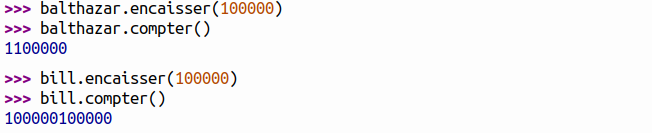 >>> balthazar.encaisser(100000)
>>> balthazar.compter()
1100000
>>> bill.encaisser(100000)
>>> bill.compter()
100000100000